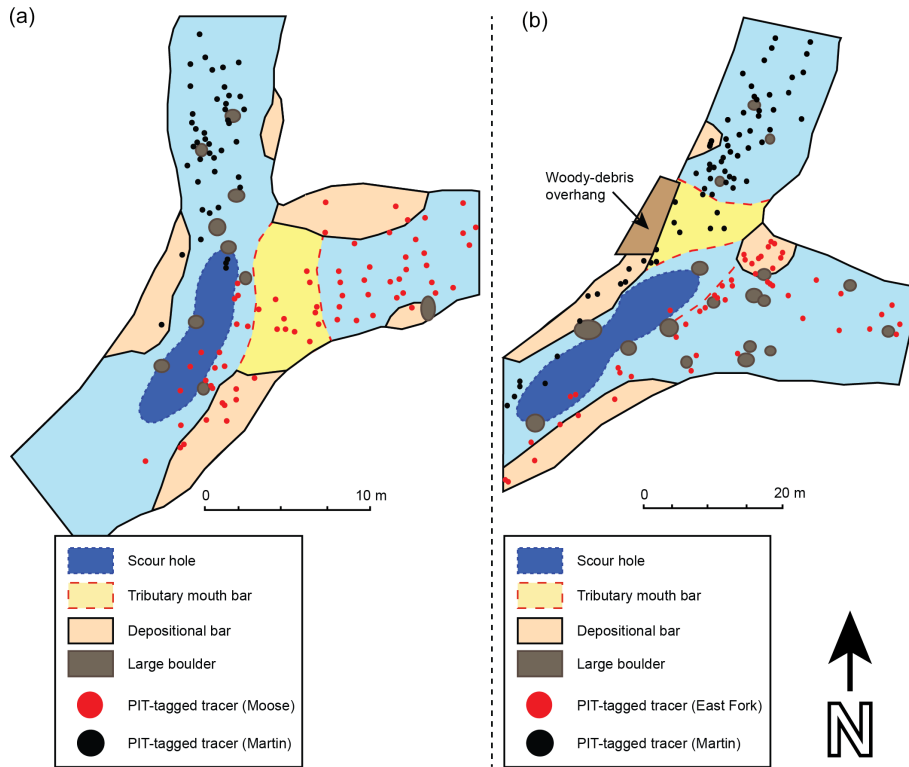 (a)
(b)
Woody-debris
overhang
0
10 m
0
20 m
Scour hole
Tributary mouth bar
Depositional bar
Large boulder
PIT-tagged tracer (Moose)
PIT-tagged tracer (Martin)
Scour hole
Tributary mouth bar
Depositional bar
Large boulder
PIT-tagged tracer (East Fork)
PIT-tagged tracer (Martin)
N